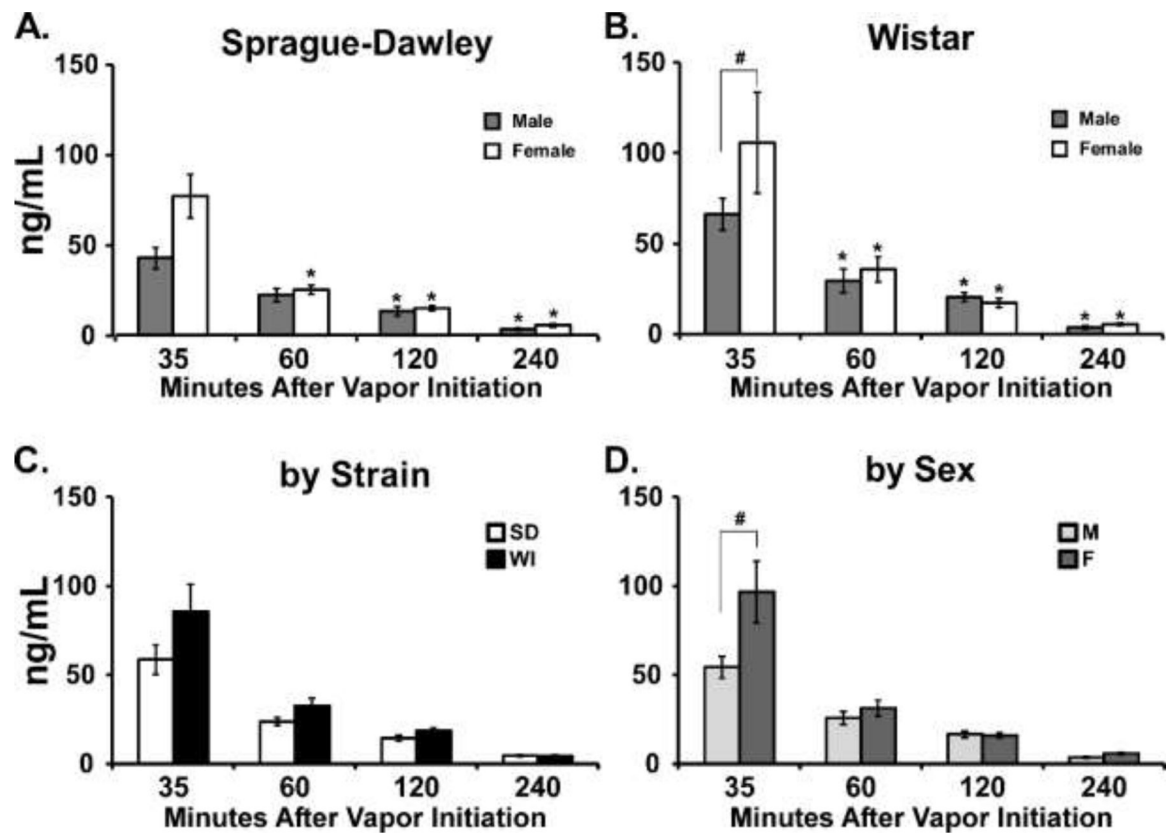 A.
Sprague-Dawley
150
100
50
0
ng/mL
Male
Female
*
* *
* *
35 60 120 240
Minutes After Vapor Initiation
B.
Wistar
150
100
50
0
#
Male
Female
* *
* *
* *
35 60 120 240
Minutes After Vapor Initiation
C.
by Strain
150
100
50
0
ng/mL
SD
WI
35 60 120 240
Minutes After Vapor Initiation
D.
by Sex
150
100
50
0
#
M
F
35 60 120 240
Minutes After Vapor Initiation